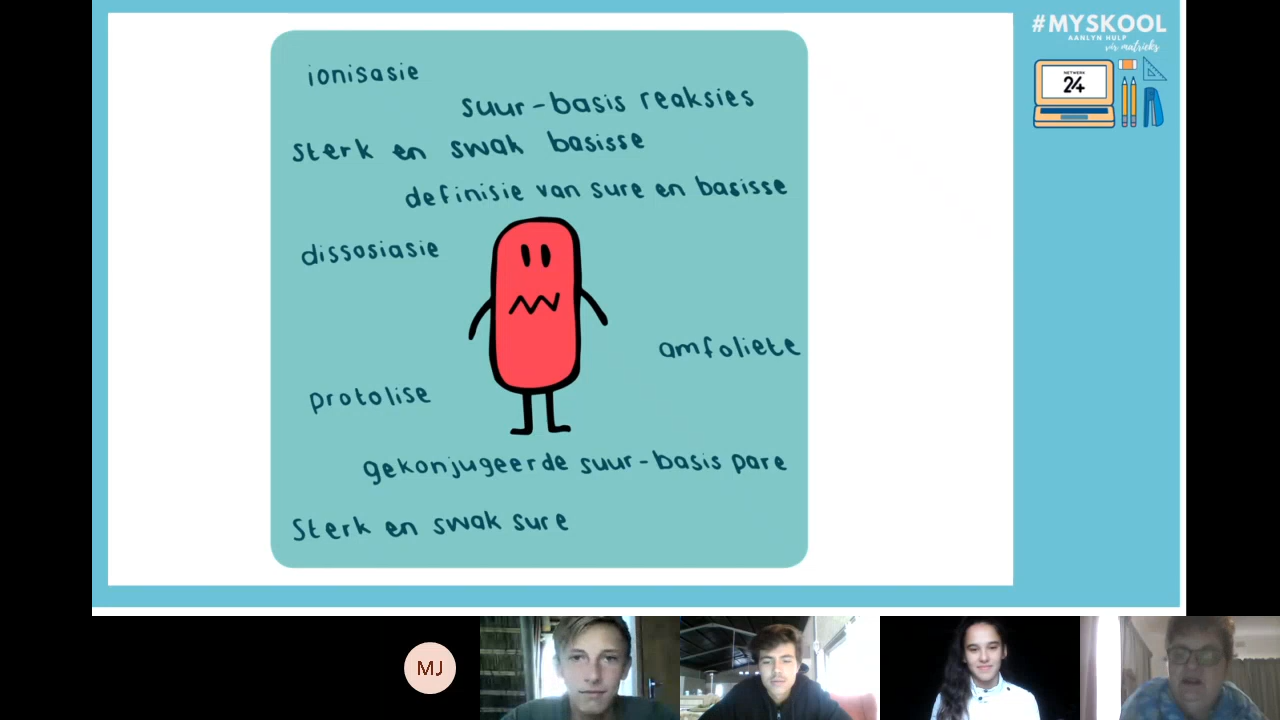 ionisasie
suur-basis reaksies
sterk en swak basisse
definisie van sure en basisse
dissosiasie
amfoliete
protolise
gekonjugeerde suur-basis pare
Sterk en swak sure
#MYSKOOL
AANLYN HULP
vir matrieks
NETWERK
24
MJ